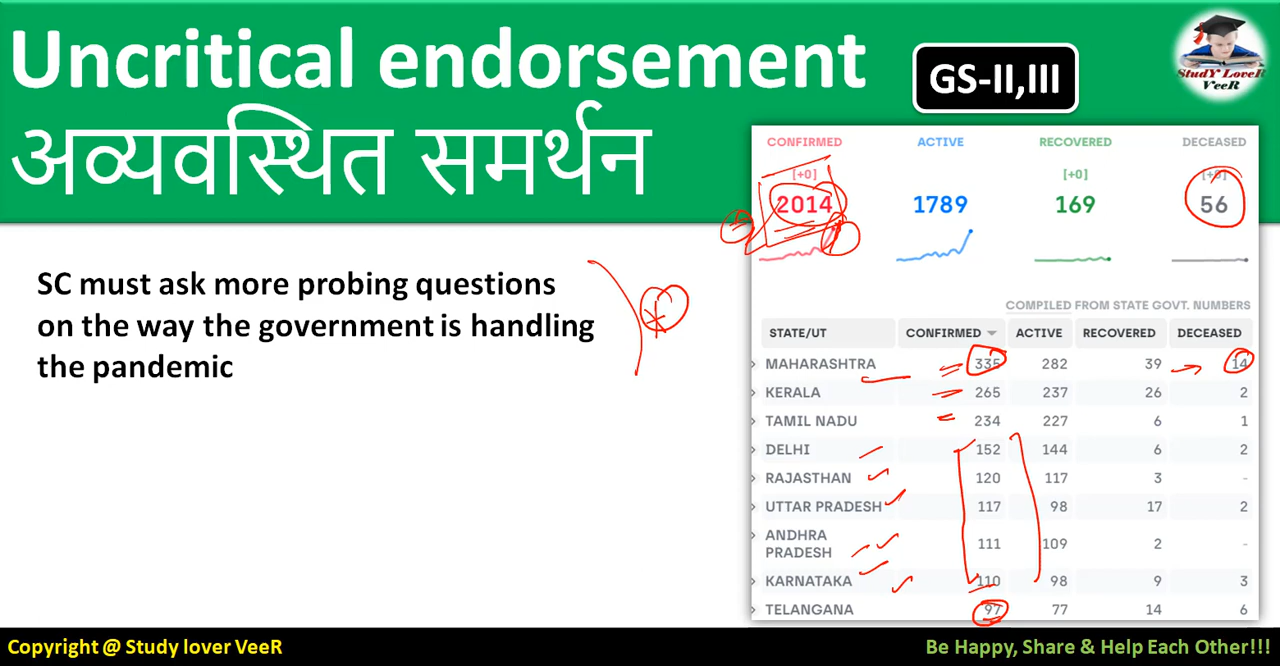 Uncritical endorsement
अव्यवस्थित समर्थन
GS-II,III
StudY LoveR
VeeR
SC must ask more probing questions
on the way the government is handling
the pandemic
CONFIRMED ACTIVE RECOVERED DECEASED
[+0] [+0] [+0]
2014 1789 169 56
COMPILED FROM STATE GOVT. NUMBERS
STATE/UT CONFIRMED ACTIVE RECOVERED DECEASED
MAHARASHTRA 335 282 39 14
KERALA 265 237 26 2
TAMIL NADU 234 227 6 1
DELHI 152 144 6 2
RAJASTHAN 120 117 3 -
UTTAR PRADESH 117 98 17 2
ANDHRA
PRADESH 111 109 2 -
KARNATAKA 110 98 9 3
TELANGANA 97 77 14 6
Copyright @ Study lover VeeR
Be Happy, Share & Help Each Other!!!